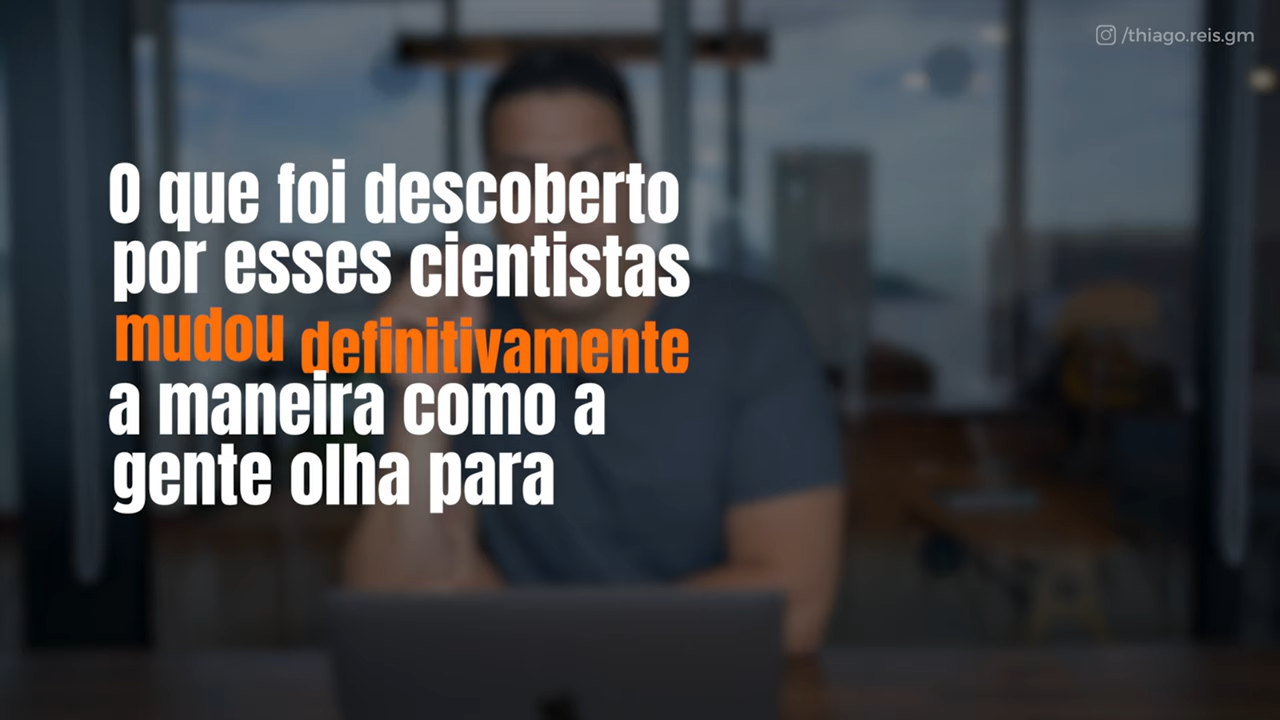 /thiago.reis.gm
O que foi descoberto
por esses cientistas
mudou definitivamente
a maneira como a
gente olha para